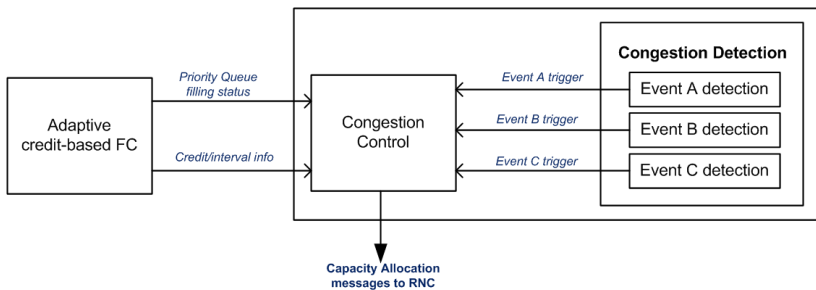 Congestion Detection
Priority Queue
filling status
Event A trigger
Event A detection
Adaptive
credit-based FC
Congestion
Control
Event B trigger
Event B detection
Credit/interval info
Event C trigger
Event C detection
Capacity Allocation
messages to RNC